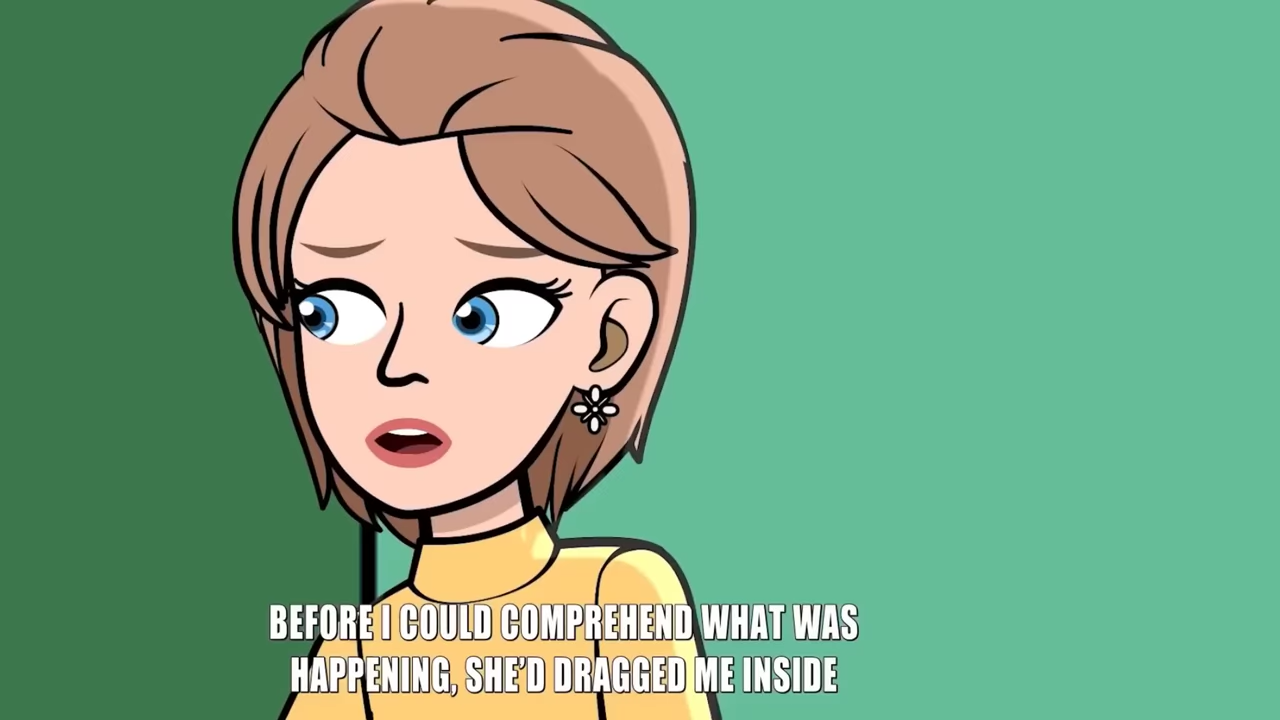 BEFORE I COULD COMPREHEND WHAT WAS
HAPPENING, SHE'D DRAGGED ME INSIDE